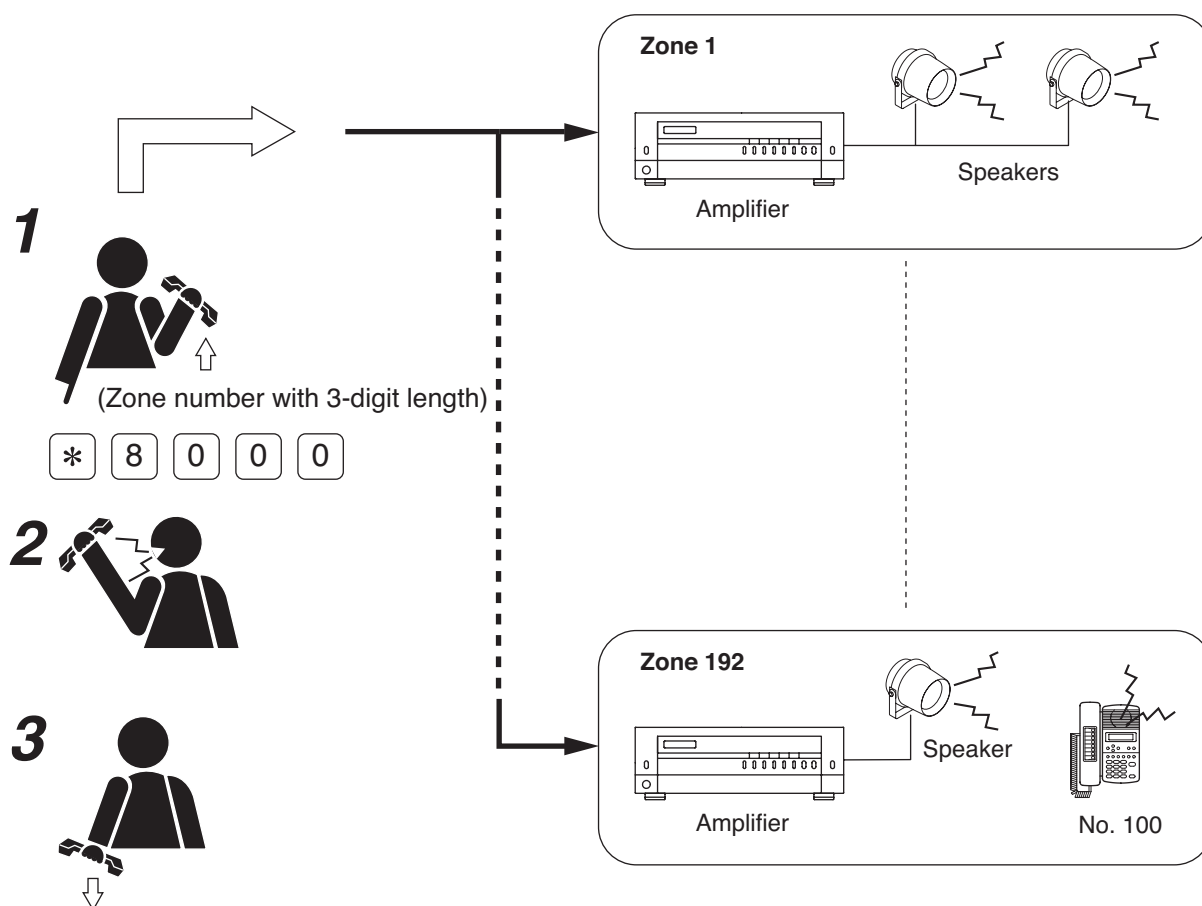 Zone 1
Speakers
Amplifier
1
(Zone number with 3-digit length)
* 8 0 0 0
2
Zone 192
Speaker
Amplifier
No. 100
3